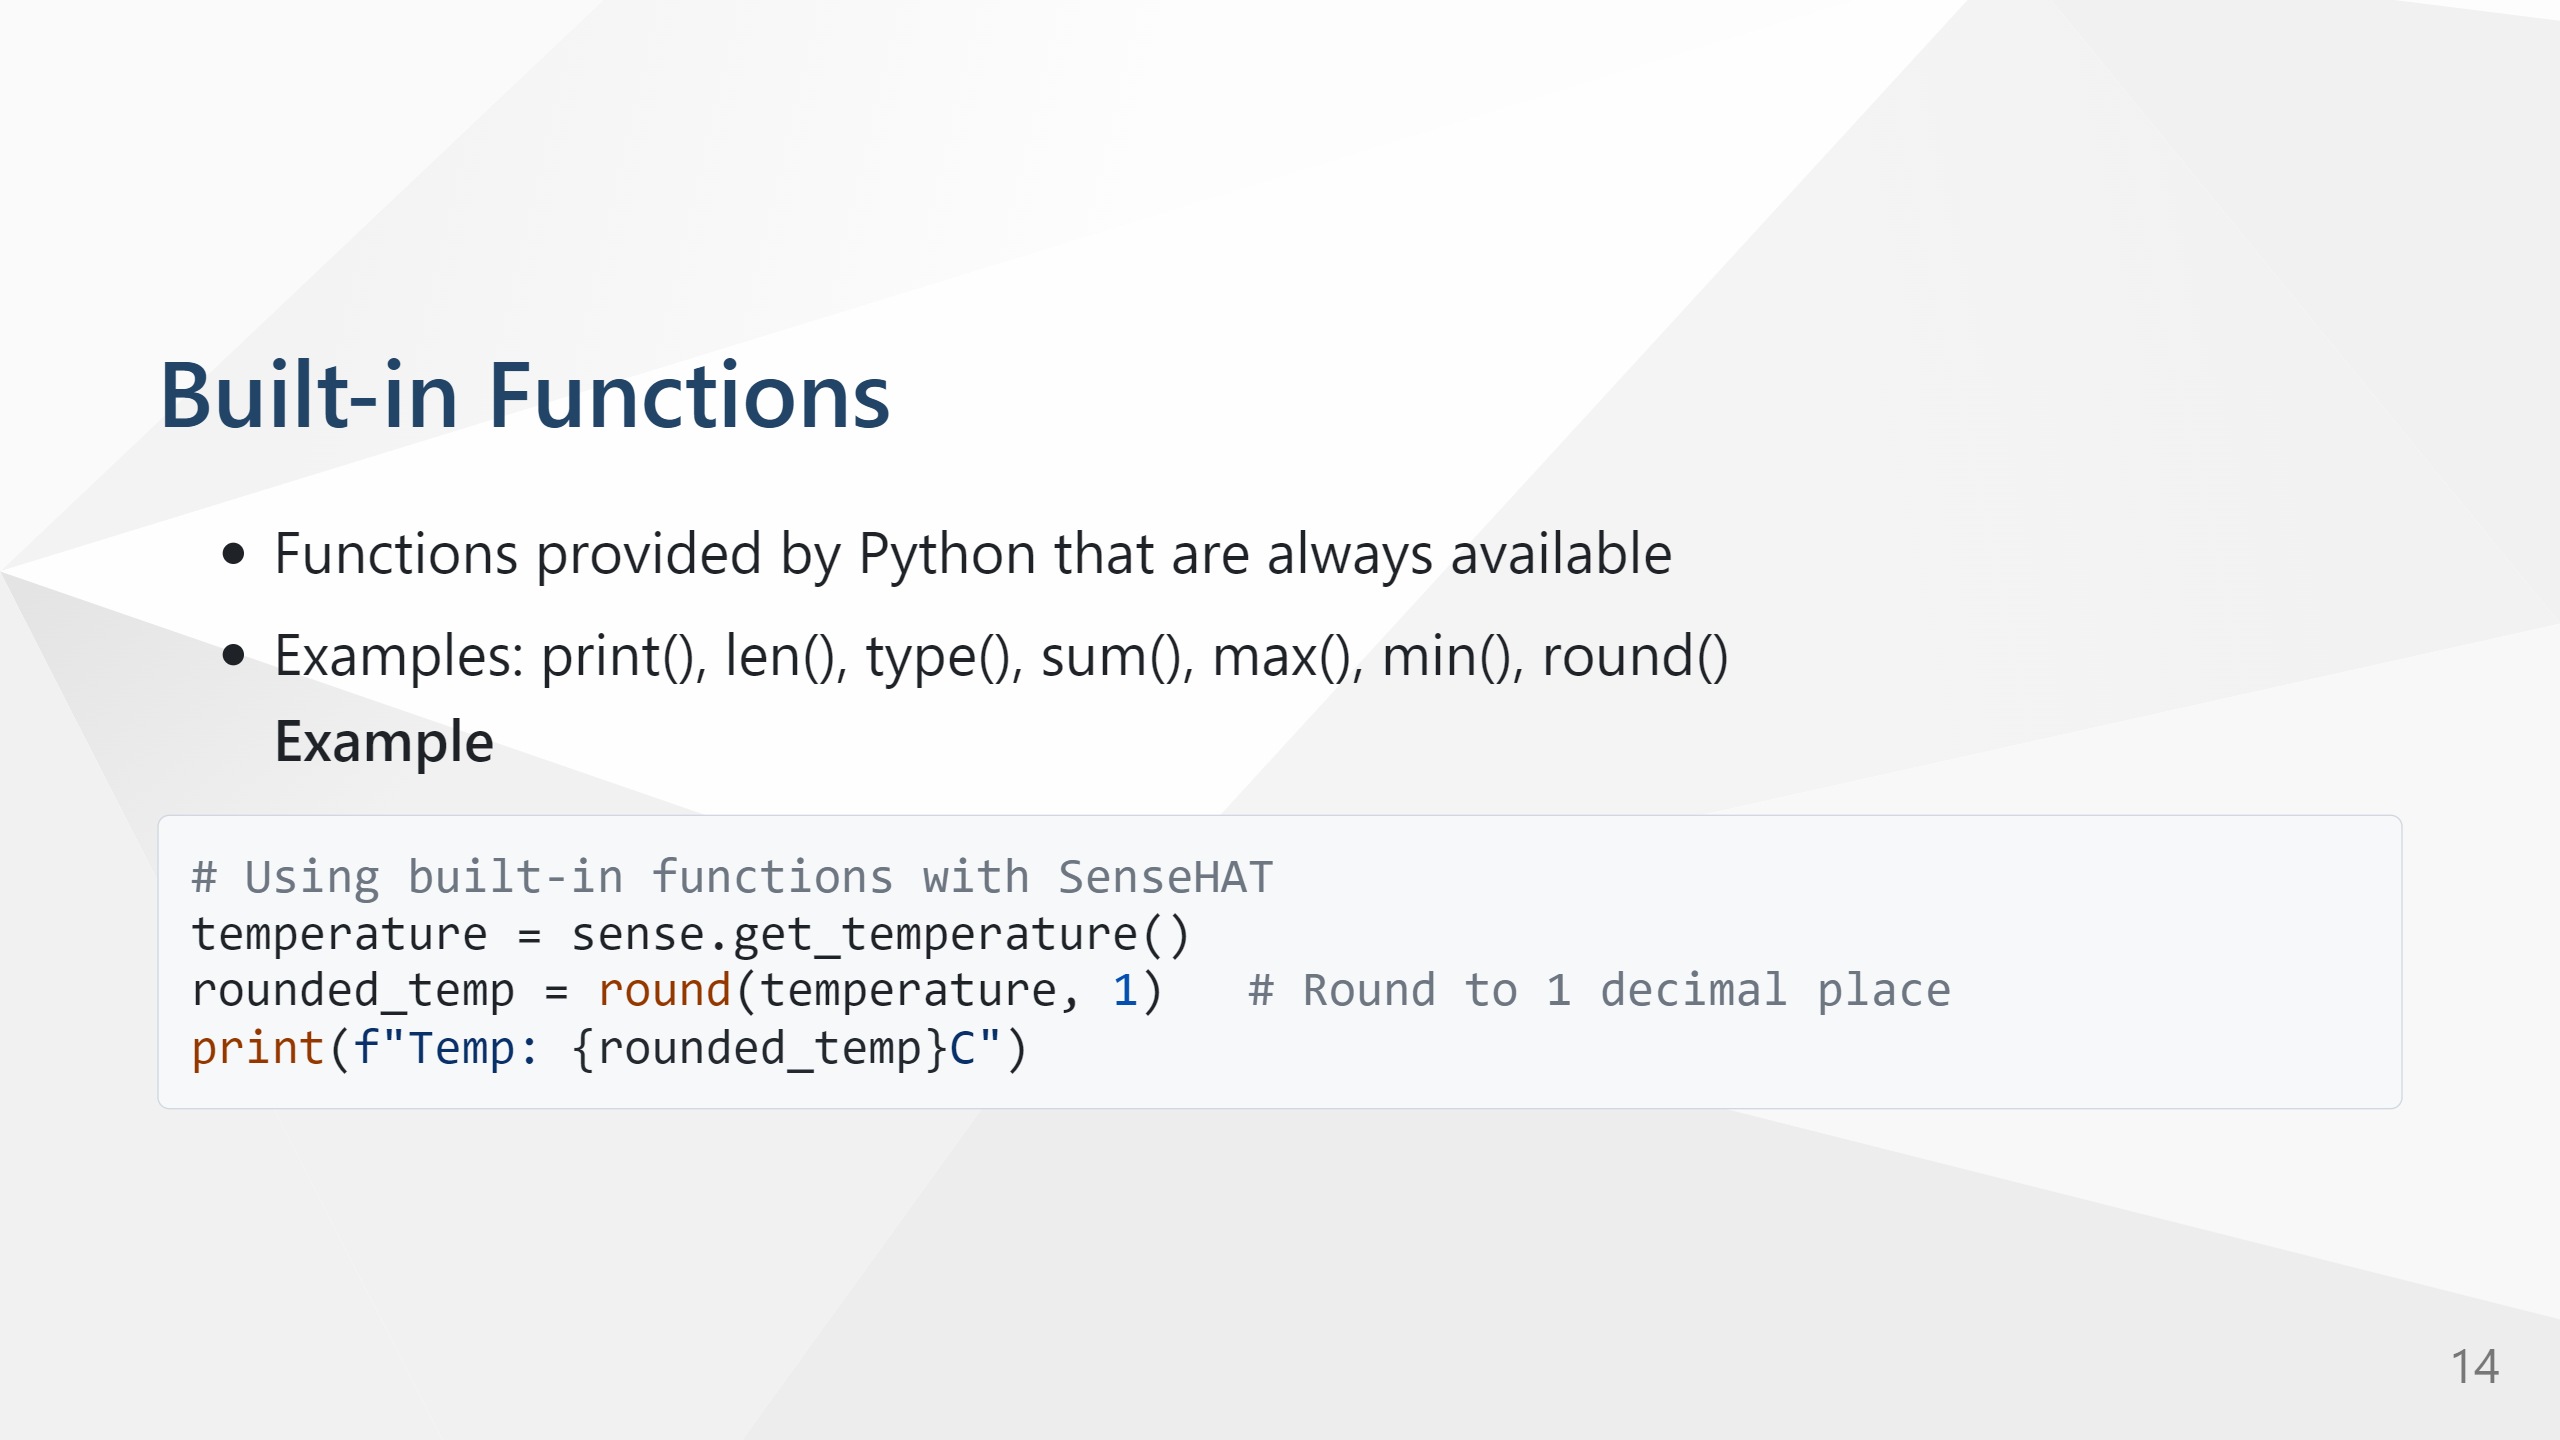 Built-in Functions
• Functions provided by Python that are always available
• Examples: print(), len(), type(), sum(), max(), min(), round()
Example
# Using built-in functions with SenseHAT
temperature = sense.get_temperature()
rounded_temp = round(temperature, 1)   # Round to 1 decimal place
print(f"Temp: {rounded_temp}C")
14